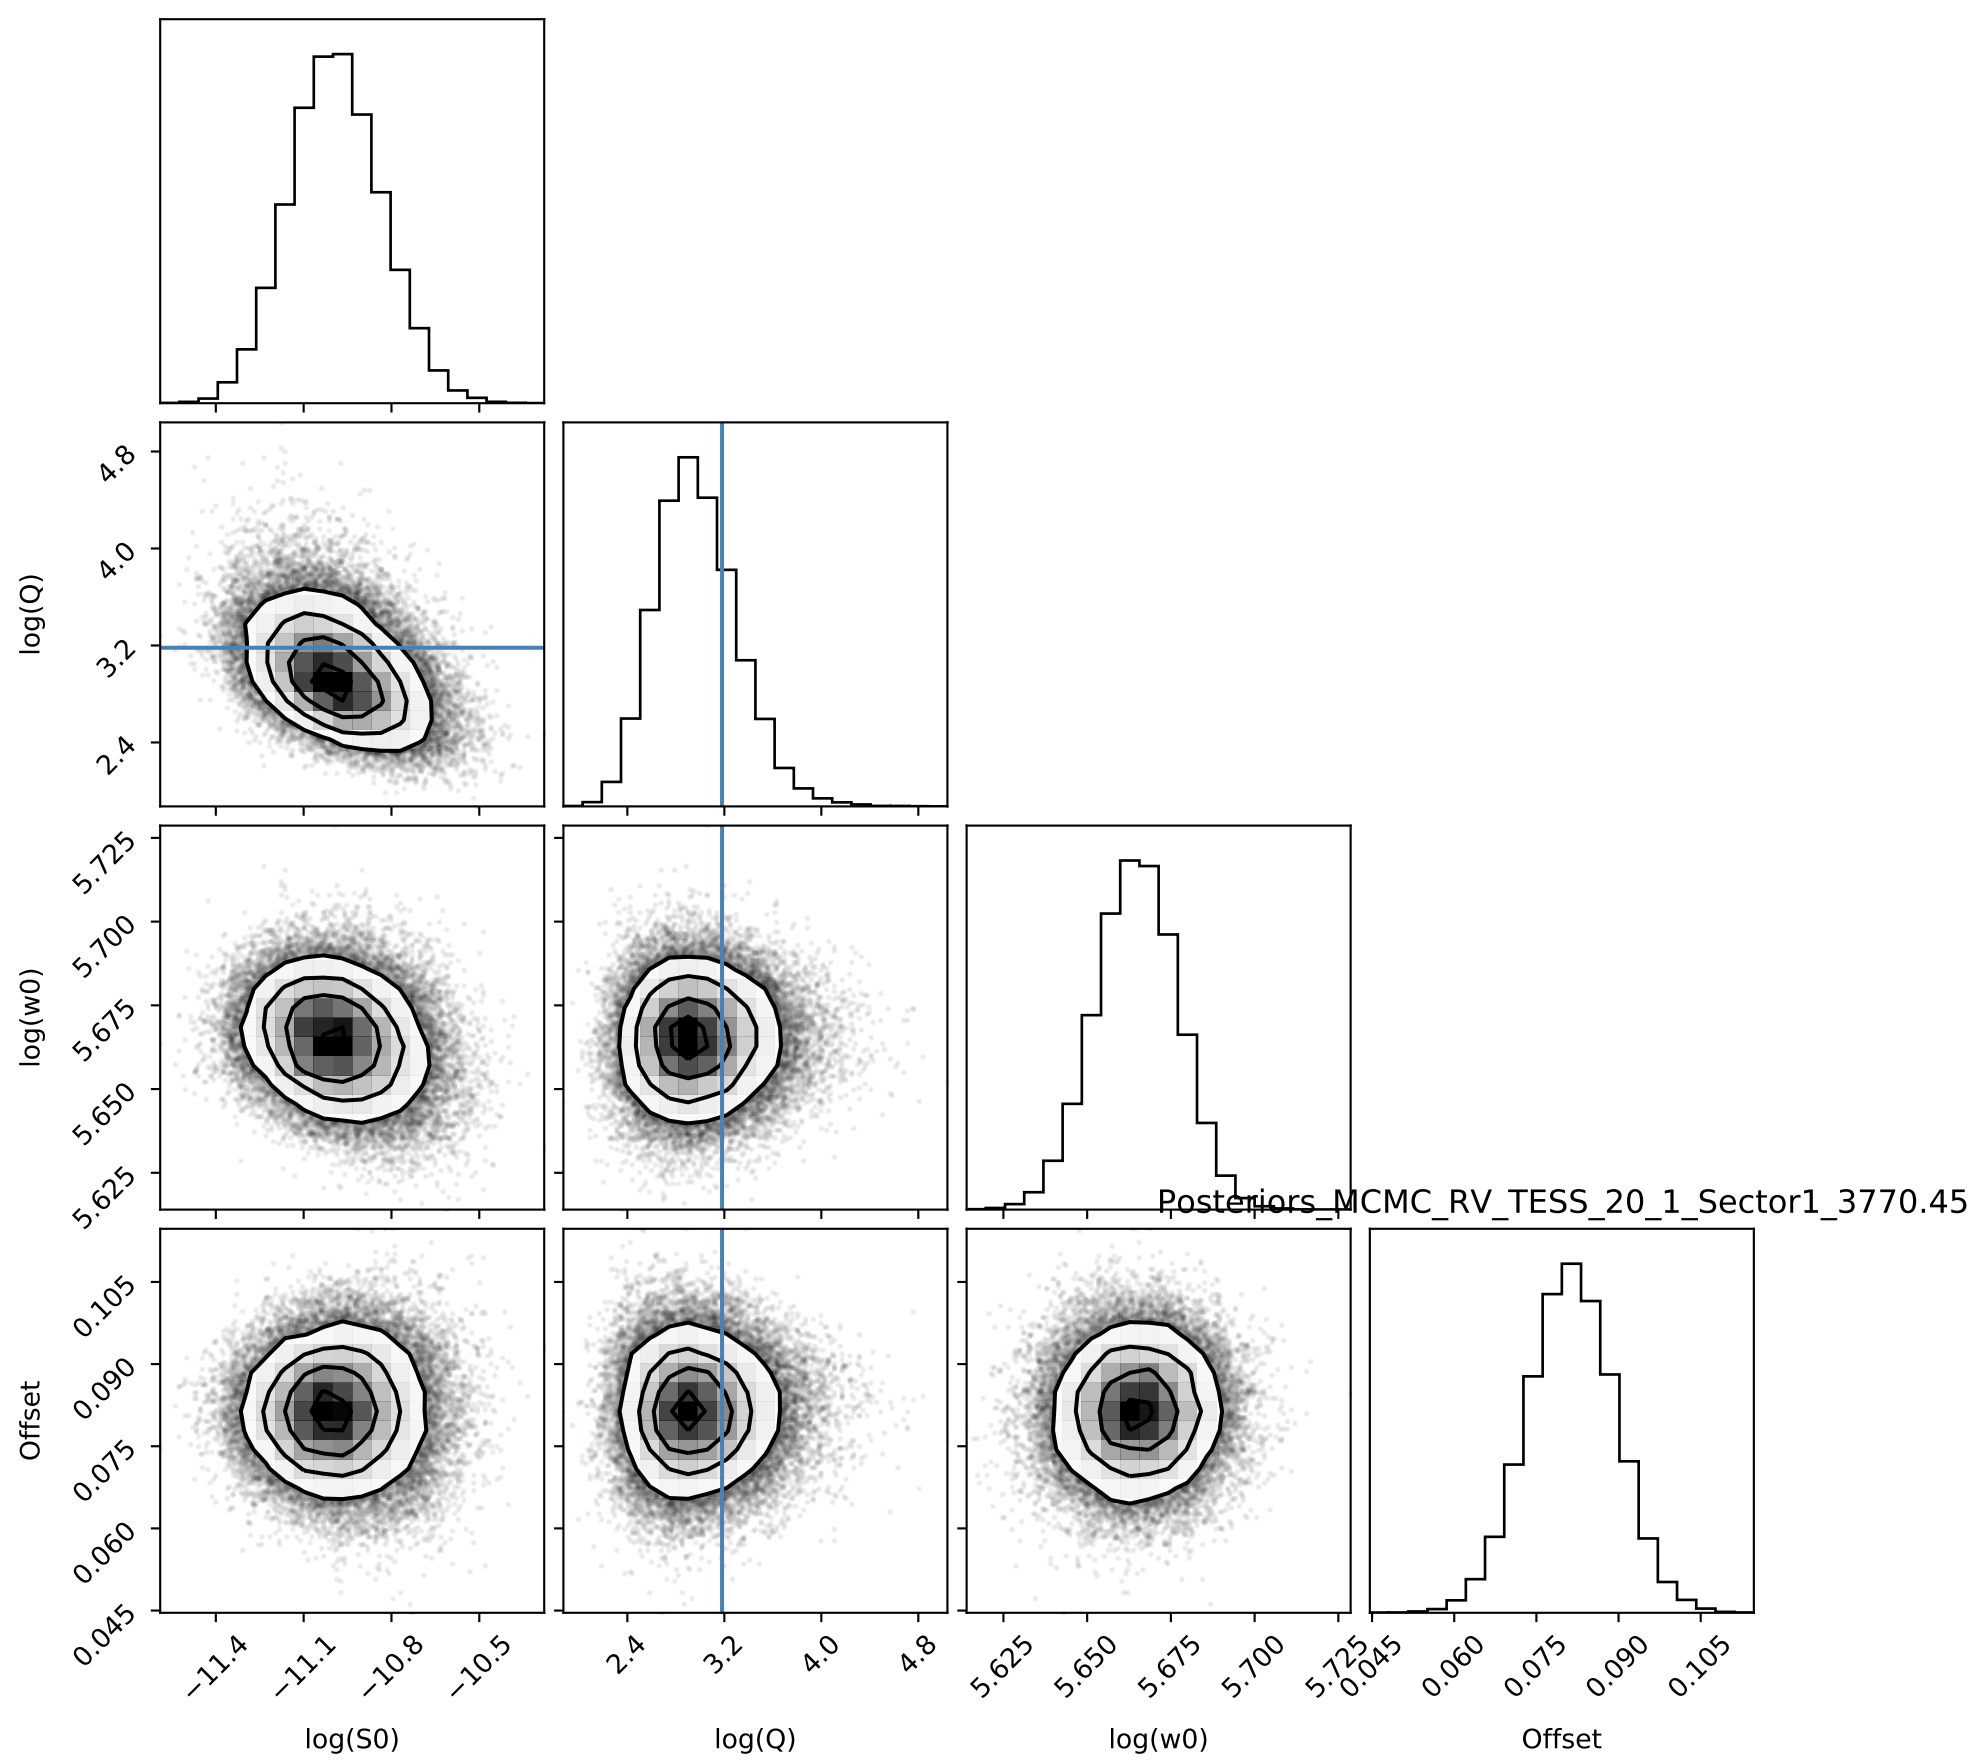 4.8
4.0
3.2
2.4
log(Q)
5.725
5.700
5.675
5.650
5.625
log(w0)
Posteriors_MCMC_RV_TESS_20_1_Sector1_3770.45
0.105
0.090
0.075
0.060
0.045
Offset
−11.4 −11.1 −10.8 −10.5 2.4 3.2 4.0 4.8 5.625 5.650 5.675 5.700 5.725 0.045 0.060 0.075 0.090 0.105
log(S0) log(Q) log(w0) Offset